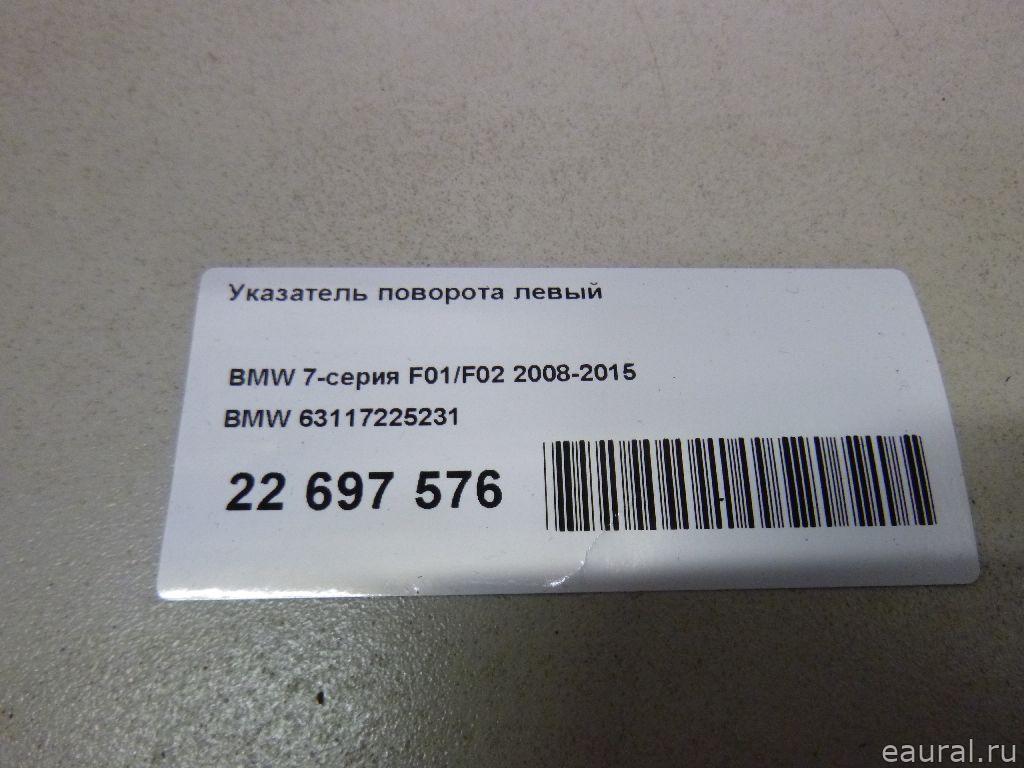 Указатель поворота левый
BMW 7-серия F01/F02 2008-2015
BMW 63117225231
22 697 576
eaural.ru